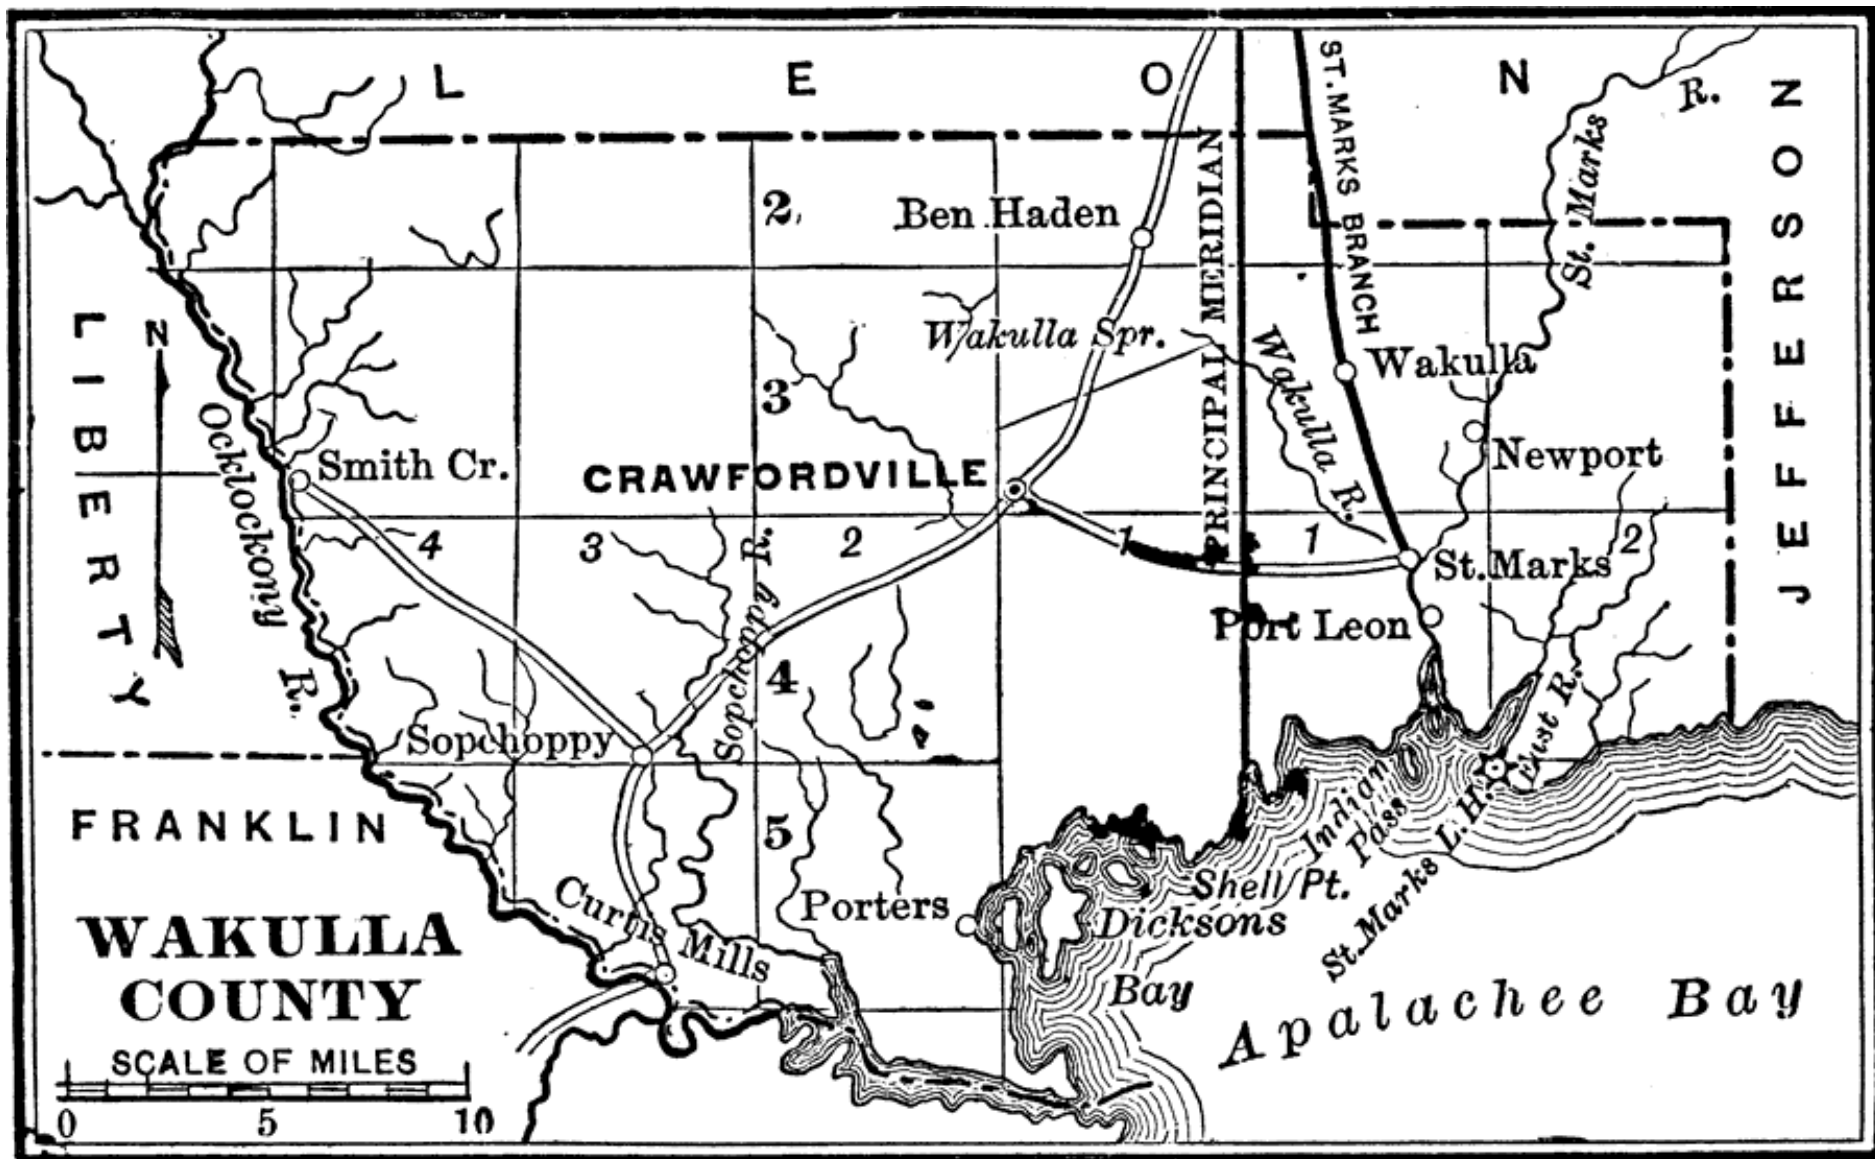 L E O N
ST. MARKS BRANCH
St. Marks R.
JEFFERSON
PRINCIPAL MERIDIAN
2
Ben Haden
LIBERTY
N
Wakulla Spr.
Wakulla R.
Wakulla
3
Ocklockony R.
Smith Cr.
CRAWFORDVILLE
Newport
4 3 2 1 1 2
Sopchoppy R.
St. Marks
Port Leon
4
Sopchoppy
East R.
FRANKLIN
5
Indian Pass
St. Marks L.H.
Shell Pt.
Porters
Dicksons Bay
Curtis Mills
Apalachee Bay
WAKULLA
COUNTY
SCALE OF MILES
0 5 10